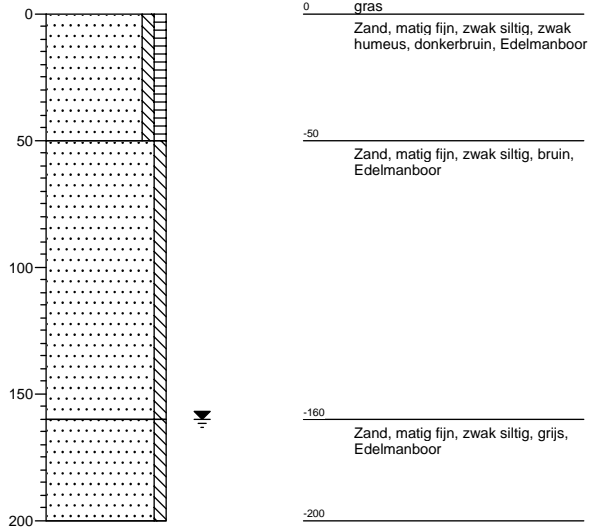 0
50
100
150
200
0
gras
Zand, matig fijn, zwak siltig, zwak
humeus, donkerbruin, Edelmanboor
-50
Zand, matig fijn, zwak siltig, bruin,
Edelmanboor
-160
Zand, matig fijn, zwak siltig, grijs,
Edelmanboor
-200